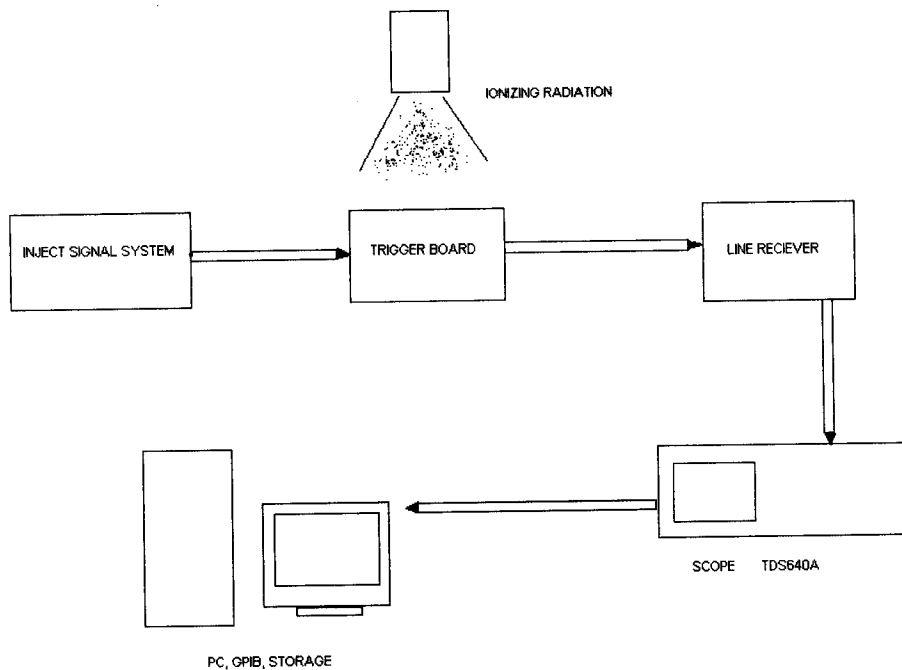 IONIZING RADIATION
INJECT SIGNAL SYSTEM
TRIGGER BOARD
LINE RECIEVER
SCOPE TDS640A
PC, GPIB, STORAGE